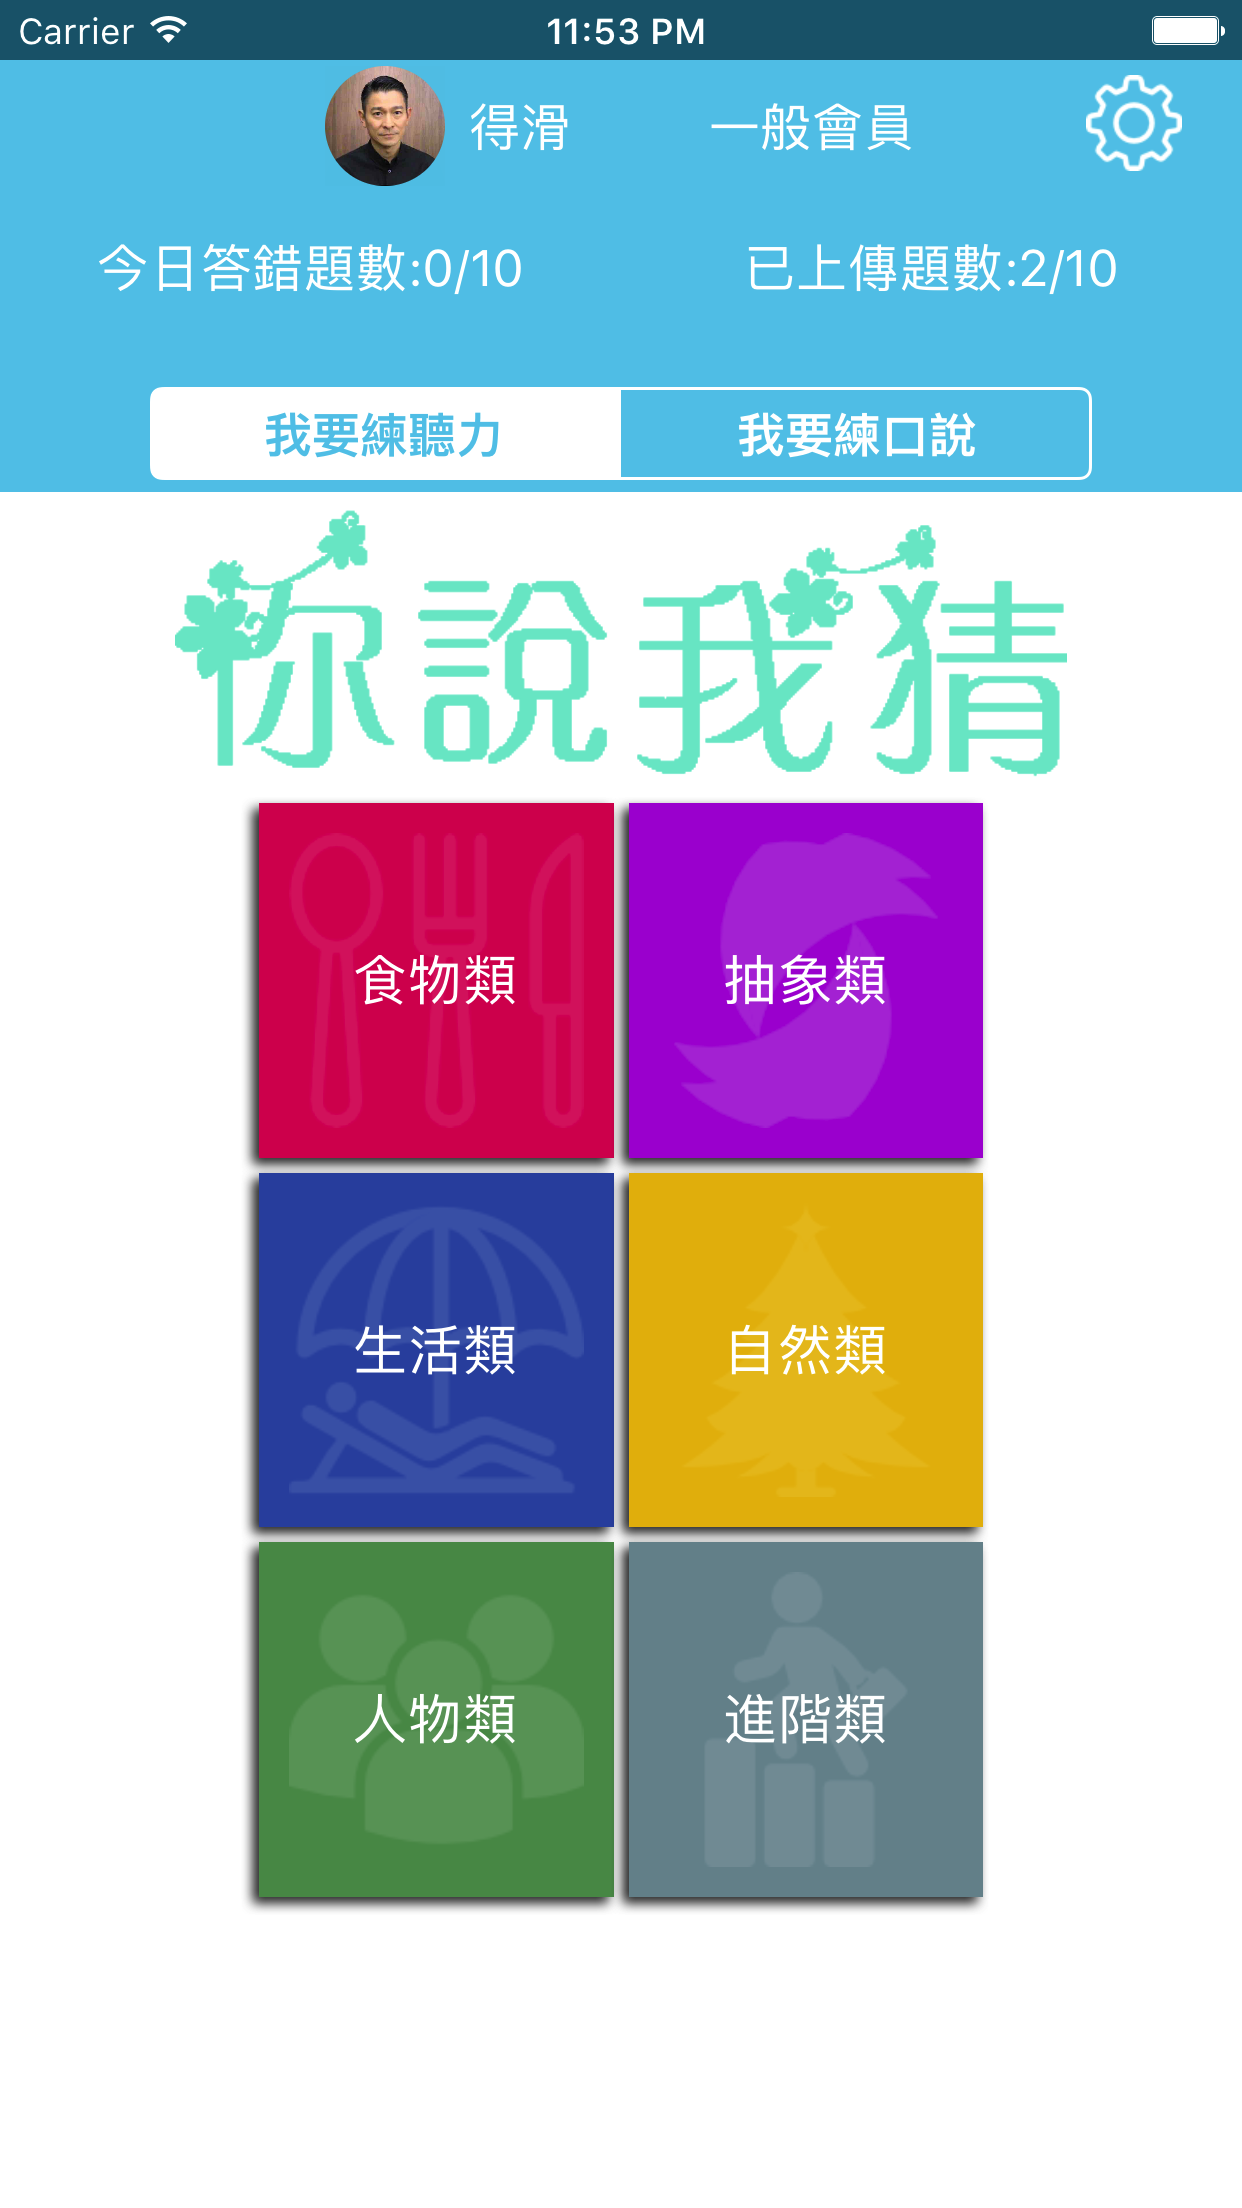 Carrier 11:53 PM
得滑 一般會員
今日答錯題數:0/10 已上傳題數:2/10
我要練聽力 我要練口說
你說我猜
食物類 抽象類
生活類 自然類
人物類 進階類